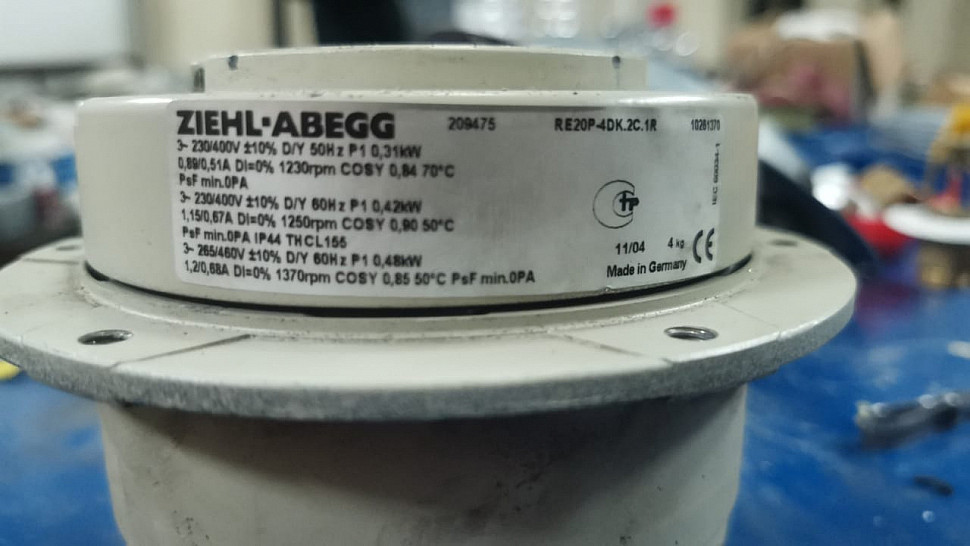 ZIEHL-ABEGG 209475 RE20P-4DK.2C.1R 10281370
3~ 230/400V ±10% D/Y 50Hz P1 0,31kW
0,89/0,51A DI=0% 1230rpm COSY 0,84 70°C
PsF min.0PA
3~ 230/400V ±10% D/Y 60Hz P1 0,42kW
1,15/0,67A DI=0% 1250rpm COSY 0,90 50°C
PsF min.0PA IP44 THCL155
3~ 265/460V ±10% D/Y 60Hz P1 0,48kW
1,2/0,68A DI=0% 1370rpm COSY 0,85 50°C PsF min.0PA
11/04 4 kg CE
Made in Germany
IEC 60034-1